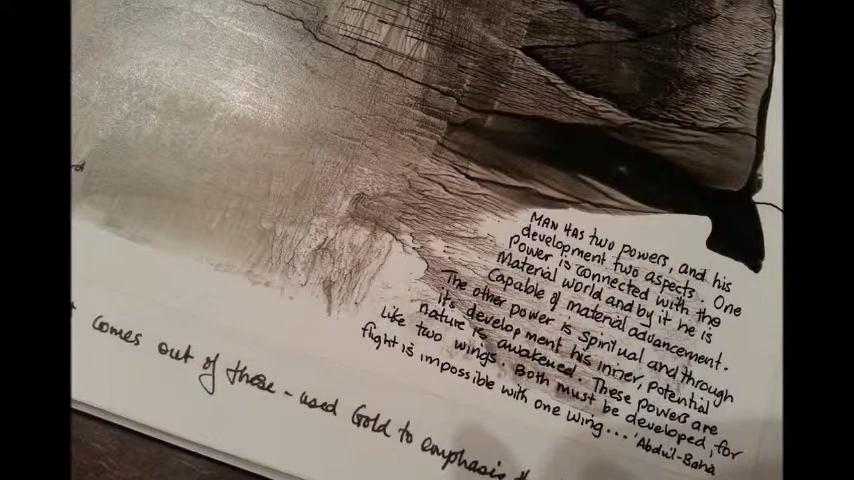 MAN HAS two powers, and his
development two aspects. One
power is connected with the
Material world and by it he is
Capable of material advancement.
The other power is spiritual and through
its development his inner, potential
nature is awakened. These powers are
Like two wings. Both must be developed, for
flight is impossible with one wing... 'Abdu'l-Baha
comes out of these - used Gold to emphasis